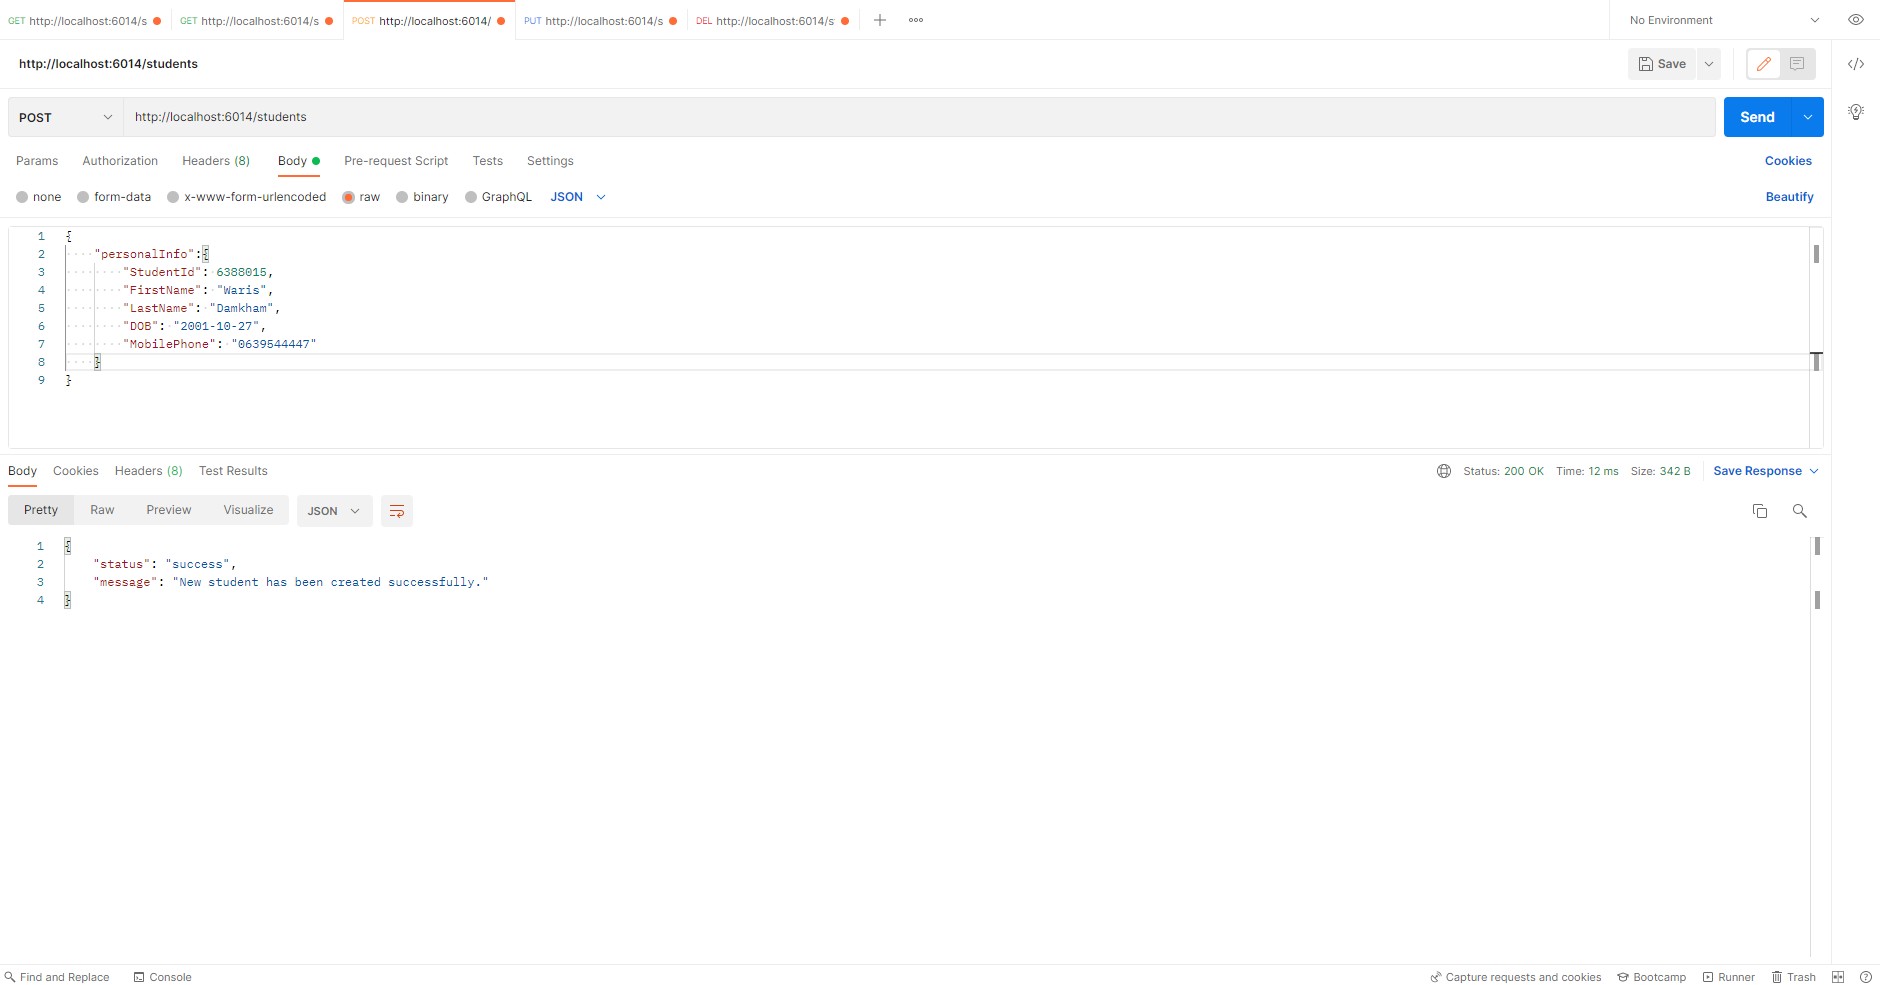 GET http://localhost:6014/s GET http://localhost:6014/s POST http://localhost:6014/ PUT http://localhost:6014/s DEL http://localhost:6014/s No Environment
http://localhost:6014/students Save
POST http://localhost:6014/students Send
Params Authorization Headers (8) Body Pre-request Script Tests Settings Cookies
none form-data x-www-form-urlencoded raw binary GraphQL JSON Beautify
1 {
2 "personalInfo":{
3 "StudentId": 6388015,
4 "FirstName": "Waris",
5 "LastName": "Damkham",
6 "DOB": "2001-10-27",
7 "MobilePhone": "0639544447"
8 }
9 }
Body Cookies Headers (8) Test Results Status: 200 OK Time: 12 ms Size: 342 B Save Response
Pretty Raw Preview Visualize JSON
1 {
2 "status": "success",
3 "message": "New student has been created successfully."
4 }
Find and Replace Console Capture requests and cookies Bootcamp Runner Trash